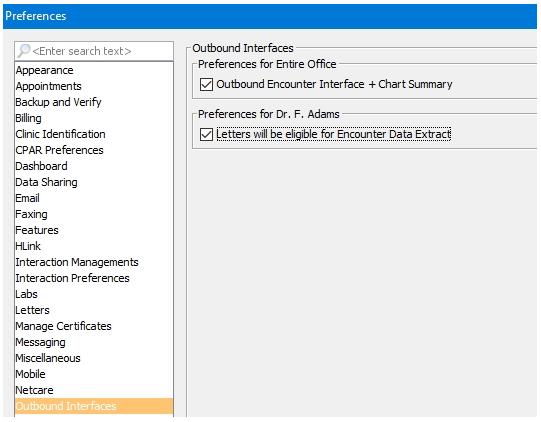 Preferences
<Enter search text>
Appearance
Appointments
Backup and Verify
Billing
Clinic Identification
CPAR Preferences
Dashboard
Data Sharing
Email
Faxing
Features
HLink
Interaction Managements
Interaction Preferences
Labs
Letters
Manage Certificates
Messaging
Miscellaneous
Mobile
Netcare
Outbound Interfaces
Outbound Interfaces
Preferences for Entire Office
Outbound Encounter Interface + Chart Summary
Preferences for Dr. F. Adams
Letters will be eligible for Encounter Data Extract